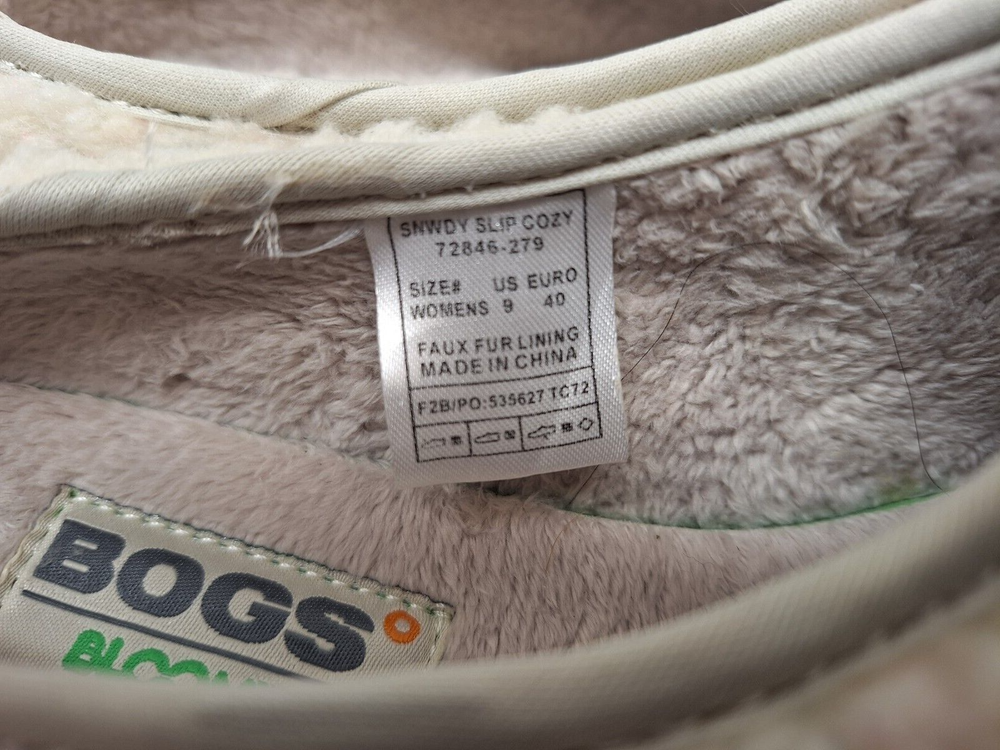 SNWDY SLIP COZY
72846-279
SIZE# US EURO
WOMENS 9 40
FAUX FUR LINING
MADE IN CHINA
F2B/PO:535627 TC72
BOGS